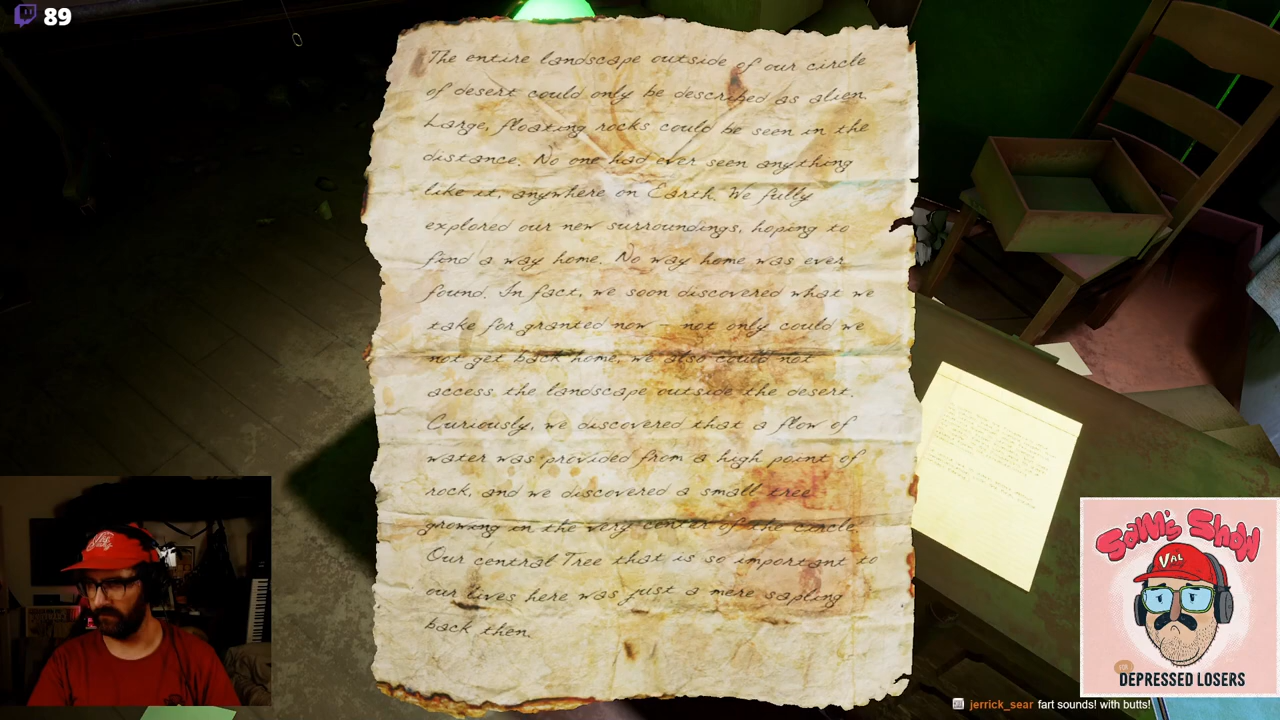 89
The entire landscape outside of our circle
of desert could only be described as alien.
Large, floating rocks could be seen in the
distance. No one had ever seen anything
like it, anywhere on Earth. We fully
explored our new surroundings, hoping to
find a way home. No way home was ever
found. In fact, we soon discovered what we
take for granted now - not only could we
not get back home, we also could not
access the landscape outside the desert.
Curiously, we discovered that a flow of
water was provided from a high point of
rock, and we discovered a small tree
growing in the very center of the circle.
Our central Tree that is so important to
our lives here was just a mere sapling
back then.
SAM'S SHOW
VAL
FOR
DEPRESSED LOSERS
jerrick_sear fart sounds! with butts!